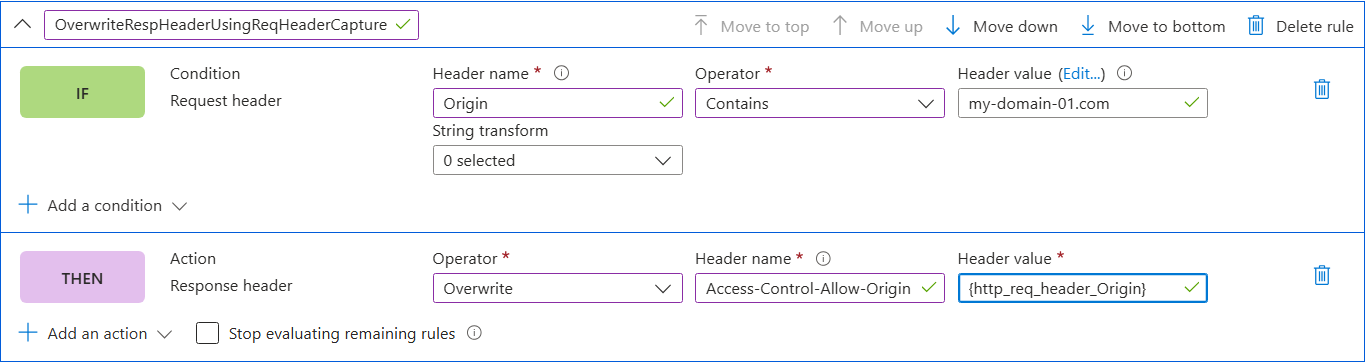 OverwriteRespHeaderUsingReqHeaderCapture
Move to top
Move up
Move down
Move to bottom
Delete rule
IF
Condition
Request header
Header name *
Origin
Operator *
Contains
Header value (Edit...)
my-domain-01.com
String transform
0 selected
Add a condition
THEN
Action
Response header
Operator *
Overwrite
Header name *
Access-Control-Allow-Origin
Header value *
{http_req_header_Origin}
Add an action
Stop evaluating remaining rules